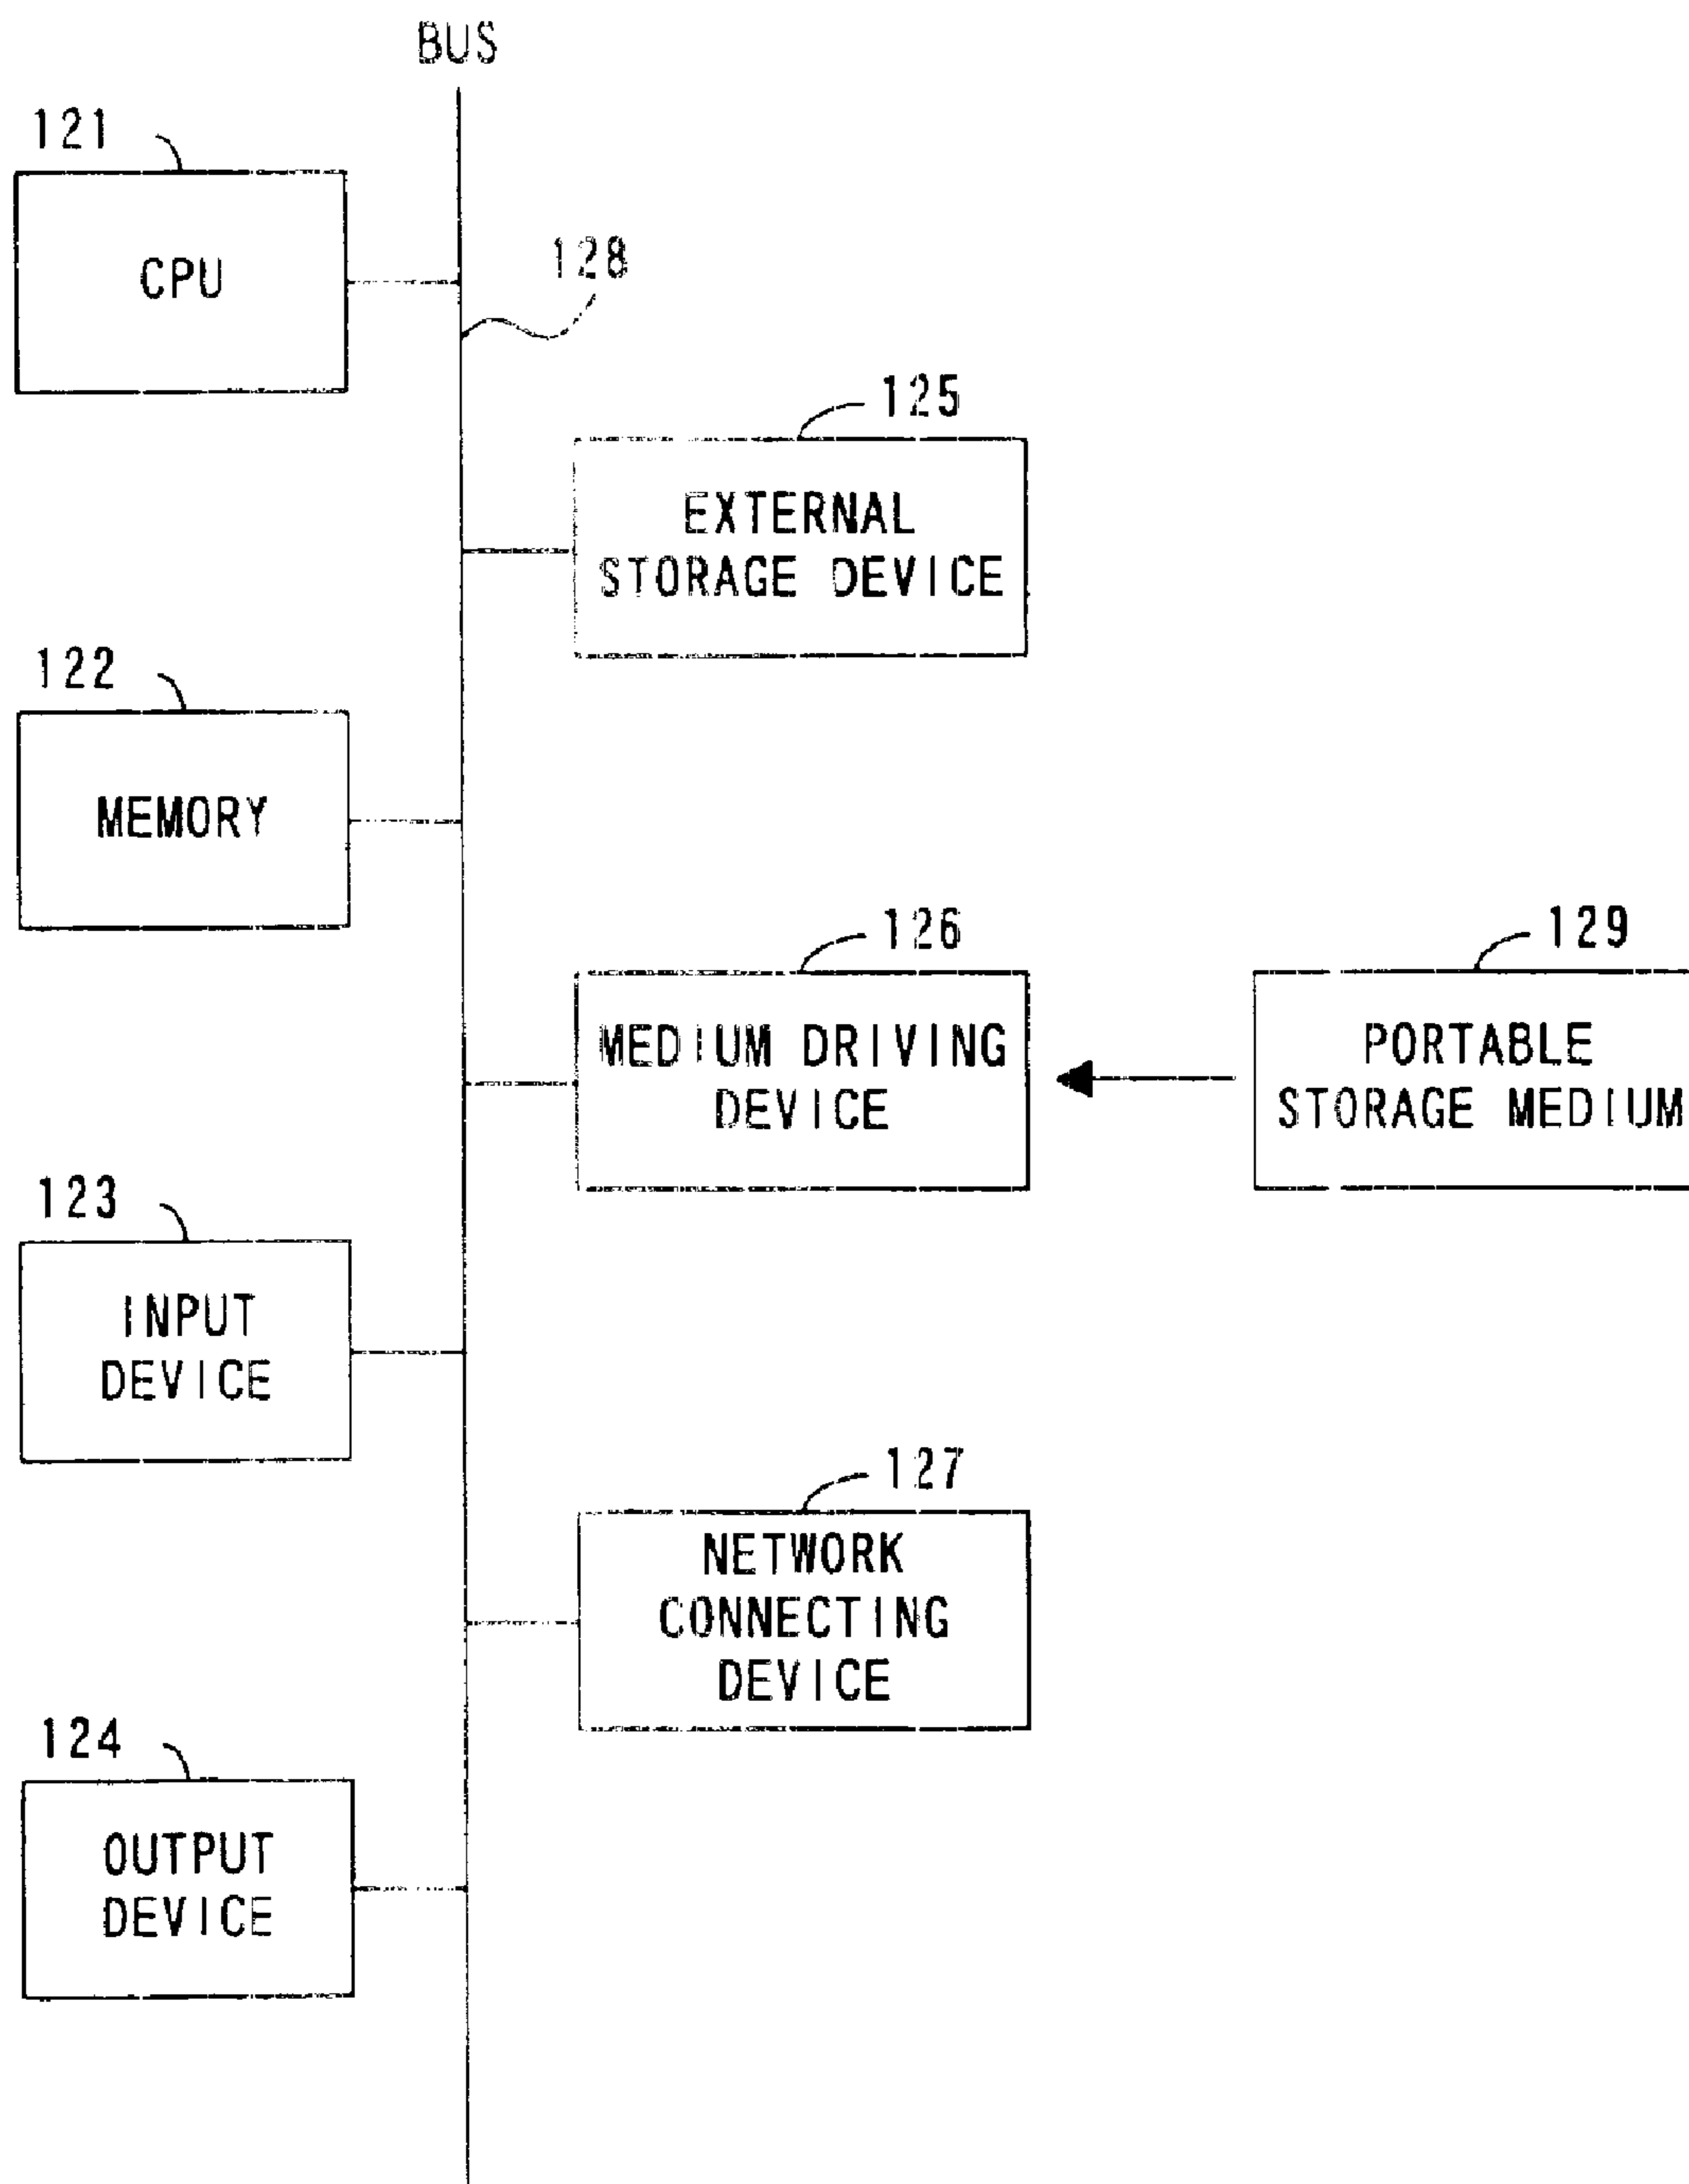 BUS
121
CPU
128
125
EXTERNAL
STORAGE DEVICE
122
MEMORY
126
MEDIUM DRIVING
DEVICE
129
PORTABLE
STORAGE MEDIUM
123
INPUT
DEVICE
127
NETWORK
CONNECTING
DEVICE
124
OUTPUT
DEVICE